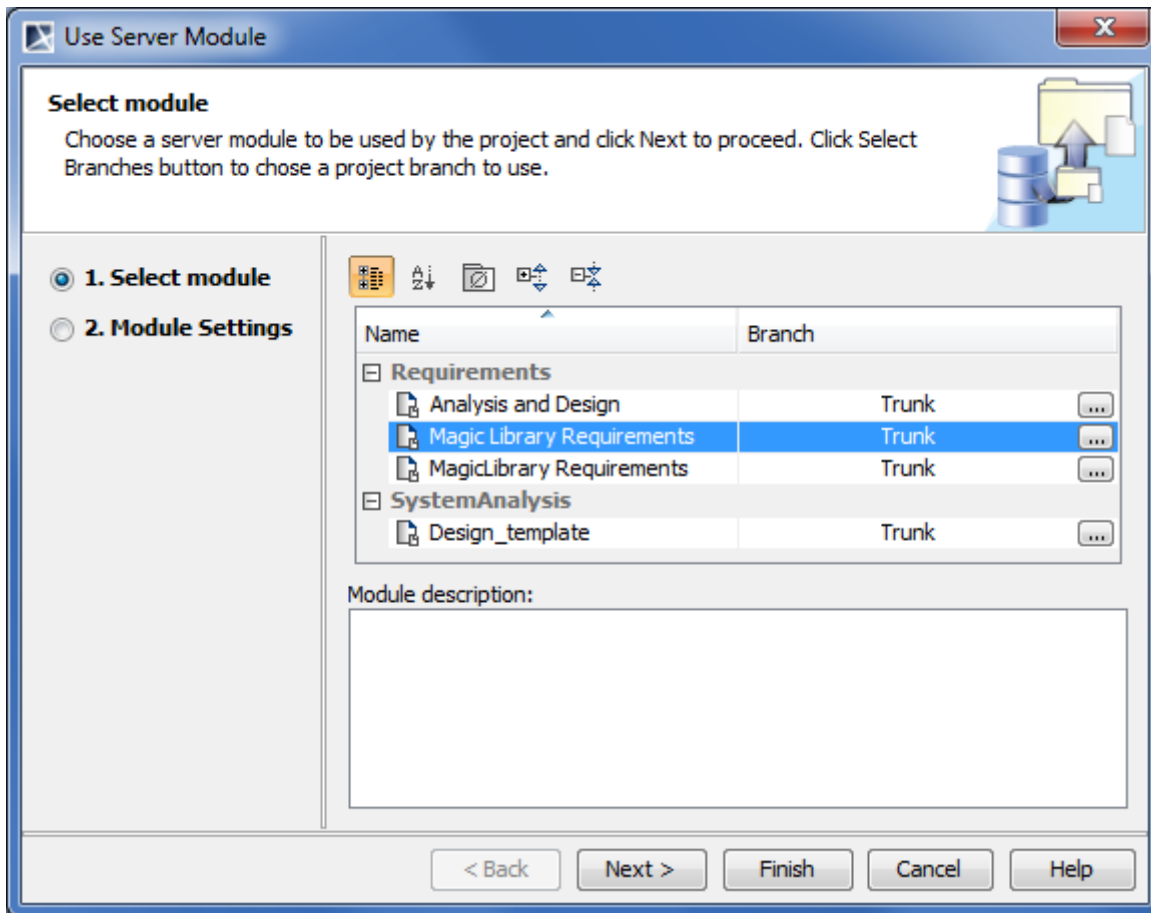 Use Server Module
Select module
Choose a server module to be used by the project and click Next to proceed. Click Select
Branches button to chose a project branch to use.
1. Select module
2. Module Settings
Name Branch
Requirements
Analysis and Design Trunk ...
Magic Library Requirements Trunk ...
MagicLibrary Requirements Trunk ...
SystemAnalysis
Design_template Trunk ...
Module description:
< Back Next > Finish Cancel Help